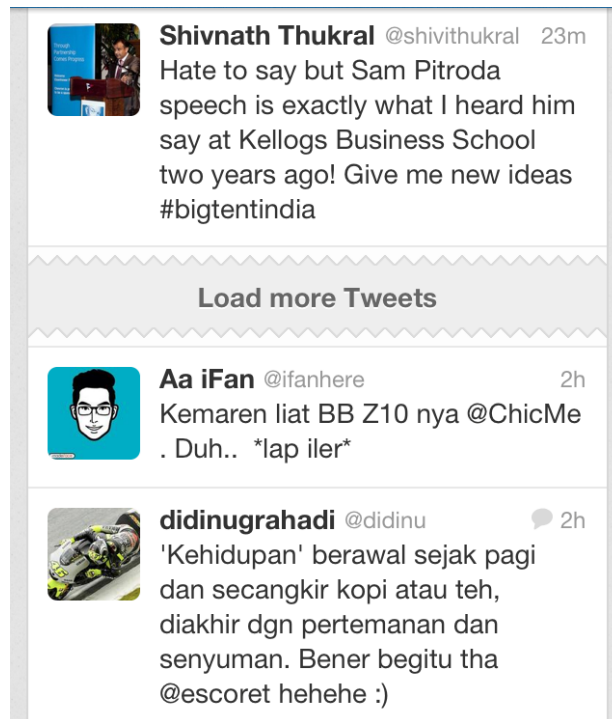 Shivnath Thukral @shivithukral 23m
Hate to say but Sam Pitroda
speech is exactly what I heard him
say at Kellogs Business School
two years ago! Give me new ideas
#bigtentindia
Load more Tweets
Aa iFan @ifanhere 2h
Kemaren liat BB Z10 nya @ChicMe
. Duh.. *lap iler*
didinugrahadi @didinu 2h
'Kehidupan' berawal sejak pagi
dan secangkir kopi atau teh,
diakhir dgn pertemanan dan
senyuman. Bener begitu tha
@escoret hehehe :)